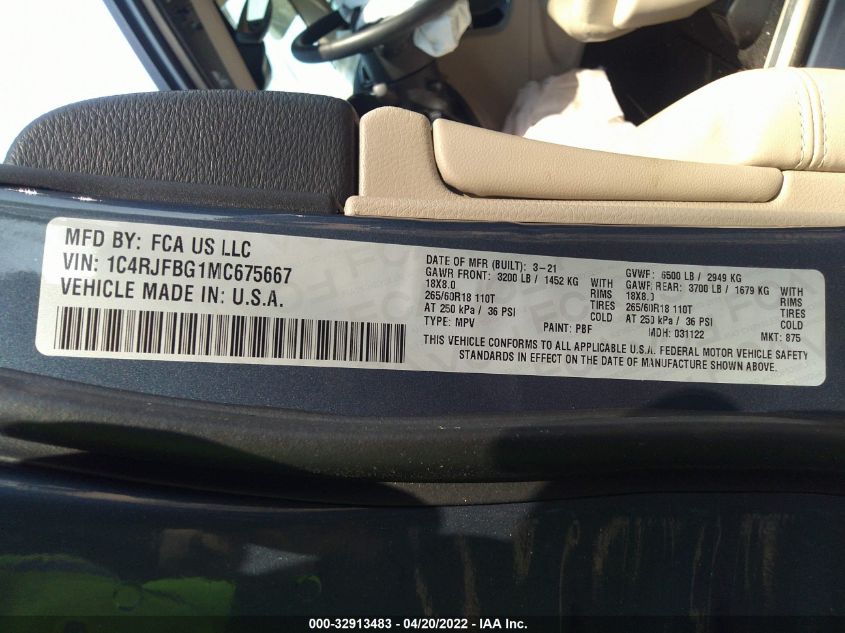 MFD BY: FCA US LLC
VIN: 1C4RJFBG1MC675667
VEHICLE MADE IN: U.S.A.
DATE OF MFR (BUILT): 3-21
GAWR FRONT: 3200 LB / 1452 KG WITH
18X8.0 RIMS
265/60R18 110T TIRES
AT 250 kPa / 36 PSI COLD
TYPE: MPV PAINT: PBF
GVWF: 6500 LB / 2949 KG
GAWF: REAR: 3700 LB / 1679 KG WITH
18X8.0 RIMS
265/60R18 110T TIRES
AT 250 kPa / 36 PSI COLD
MDH: 031122 MKT: 875
THIS VEHICLE CONFORMS TO ALL APPLICABLE U.S.A. FEDERAL MOTOR VEHICLE SAFETY
STANDARDS IN EFFECT ON THE DATE OF MANUFACTURE SHOWN ABOVE.
000-32913483 - 04/20/2022 - IAA Inc.